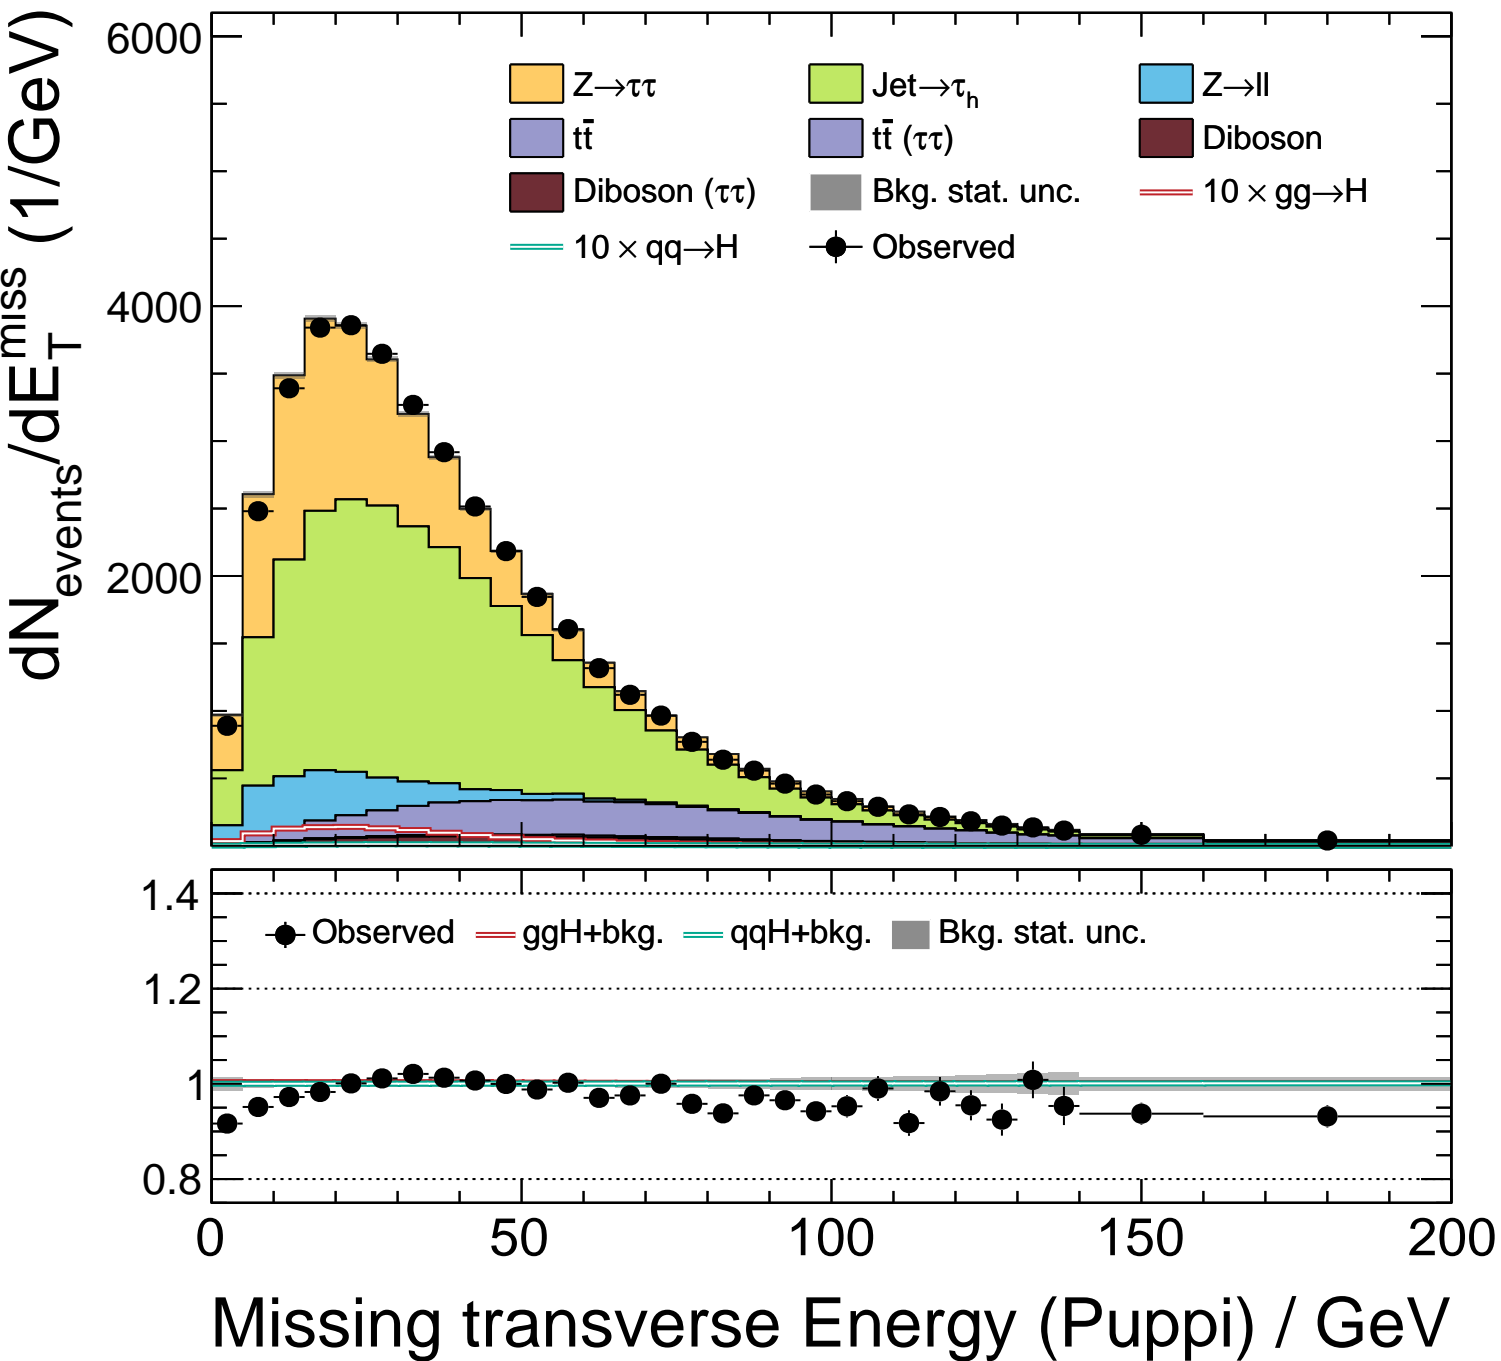 6000
4000
2000
dN_events/dE_T^miss (1/GeV)
Z→ττ Jet→τ_h Z→ll
tt̄ tt̄ (ττ) Diboson
Diboson (ττ) Bkg. stat. unc. 10 × gg→H
10 × qq→H Observed
1.4
1.2
1
0.8
Observed ggH+bkg. qqH+bkg. Bkg. stat. unc.
0 50 100 150 200
Missing transverse Energy (Puppi) / GeV